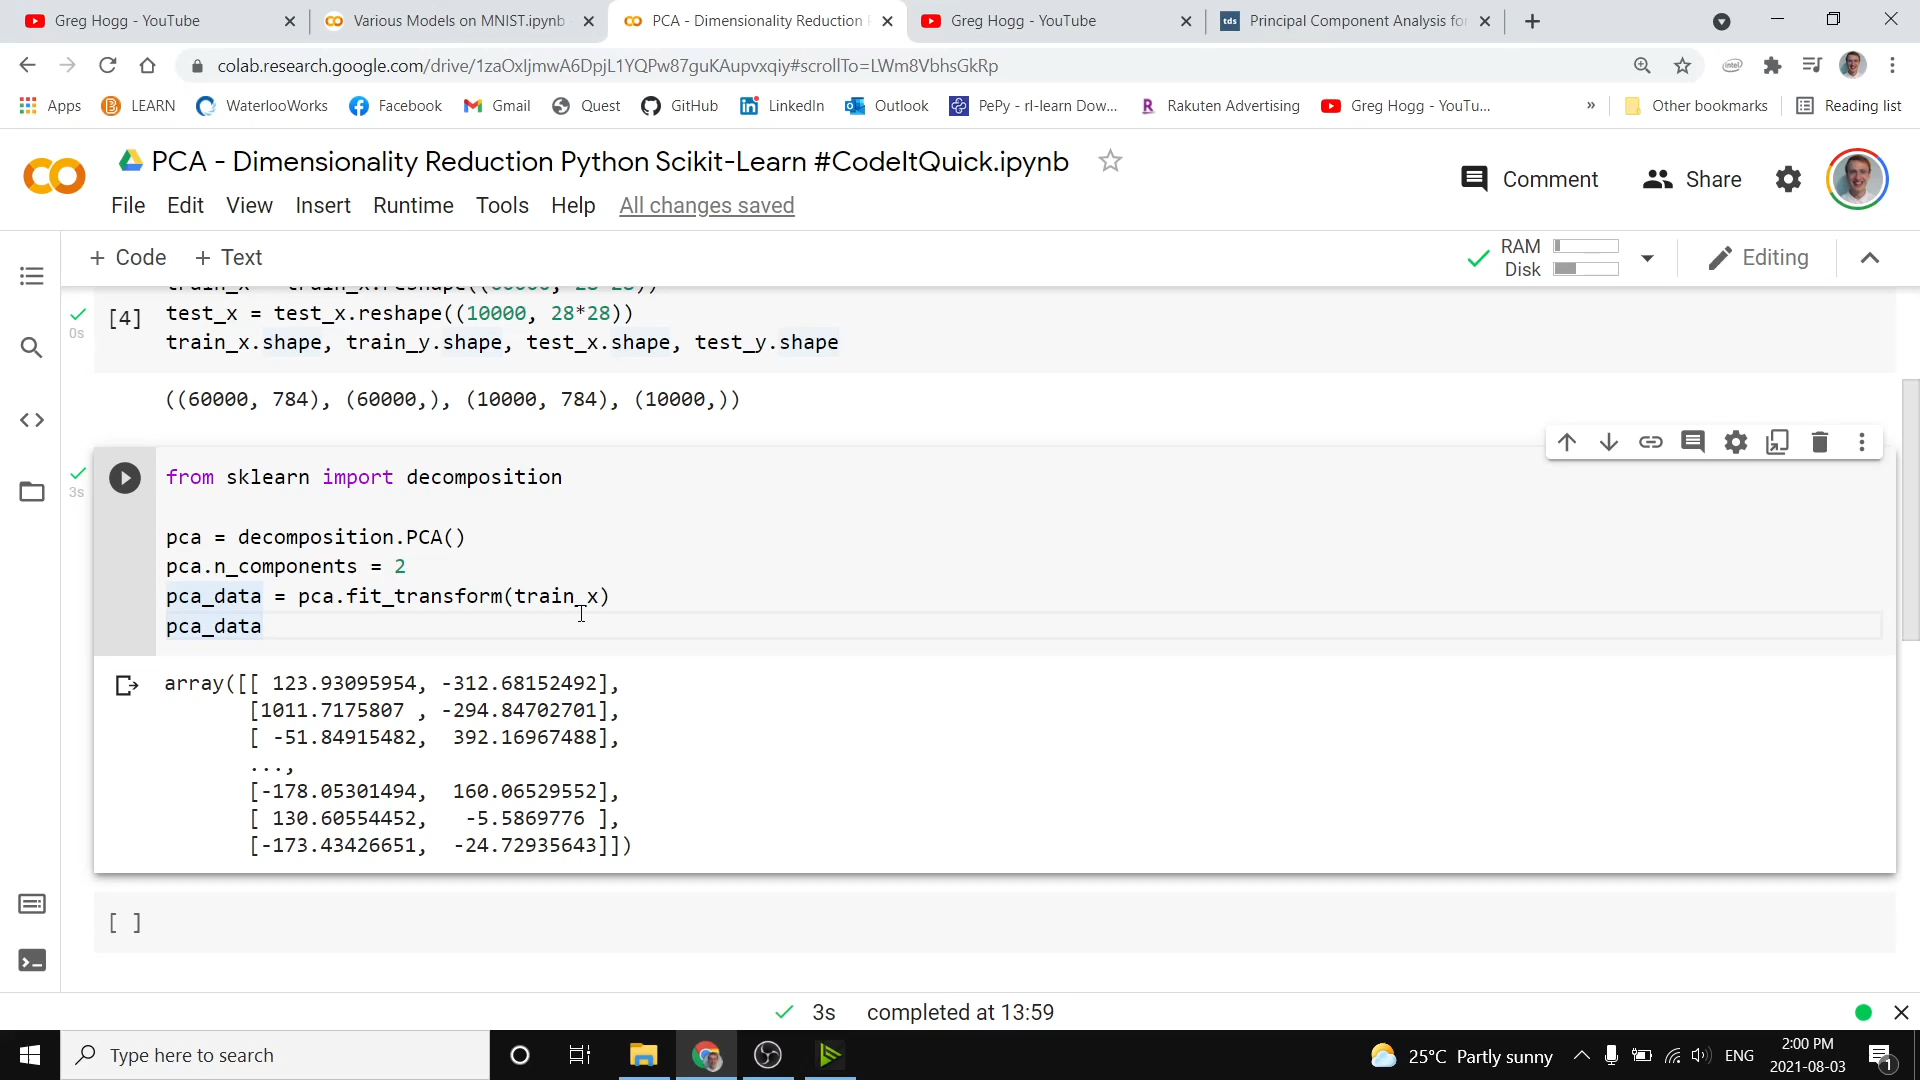 Greg Hogg - YouTube
Various Models on MNIST.ipynb
PCA - Dimensionality Reduction
Greg Hogg - YouTube
tds Principal Component Analysis for
colab.research.google.com/drive/1zaOxIjmwA6DpjL1YQPw87guKAupvxqiy#scrollTo=LWm8VbhsGkRp
Apps LEARN WaterlooWorks Facebook Gmail Quest GitHub LinkedIn Outlook PePy - rl-learn Dow... Rakuten Advertising Greg Hogg - YouTu... » Other bookmarks Reading list
PCA - Dimensionality Reduction Python Scikit-Learn #CodeItQuick.ipynb
Comment Share
File Edit View Insert Runtime Tools Help All changes saved
+ Code + Text
RAM
Disk
Editing
[4]
0s
test_x = test_x.reshape((10000, 28*28))
train_x.shape, train_y.shape, test_x.shape, test_y.shape
((60000, 784), (60000,), (10000, 784), (10000,))
3s
from sklearn import decomposition
pca = decomposition.PCA()
pca.n_components = 2
pca_data = pca.fit_transform(train_x)
pca_data
array([[ 123.93095954, -312.68152492],
[1011.7175807 , -294.84702701],
[ -51.84915482, 392.16967488],
...,
[-178.05301494, 160.06529552],
[ 130.60554452, -5.5869776 ],
[-173.43426651, -24.72935643]])
[ ]
3s completed at 13:59
Type here to search
25°C Partly sunny
ENG
2:00 PM
2021-08-03
1